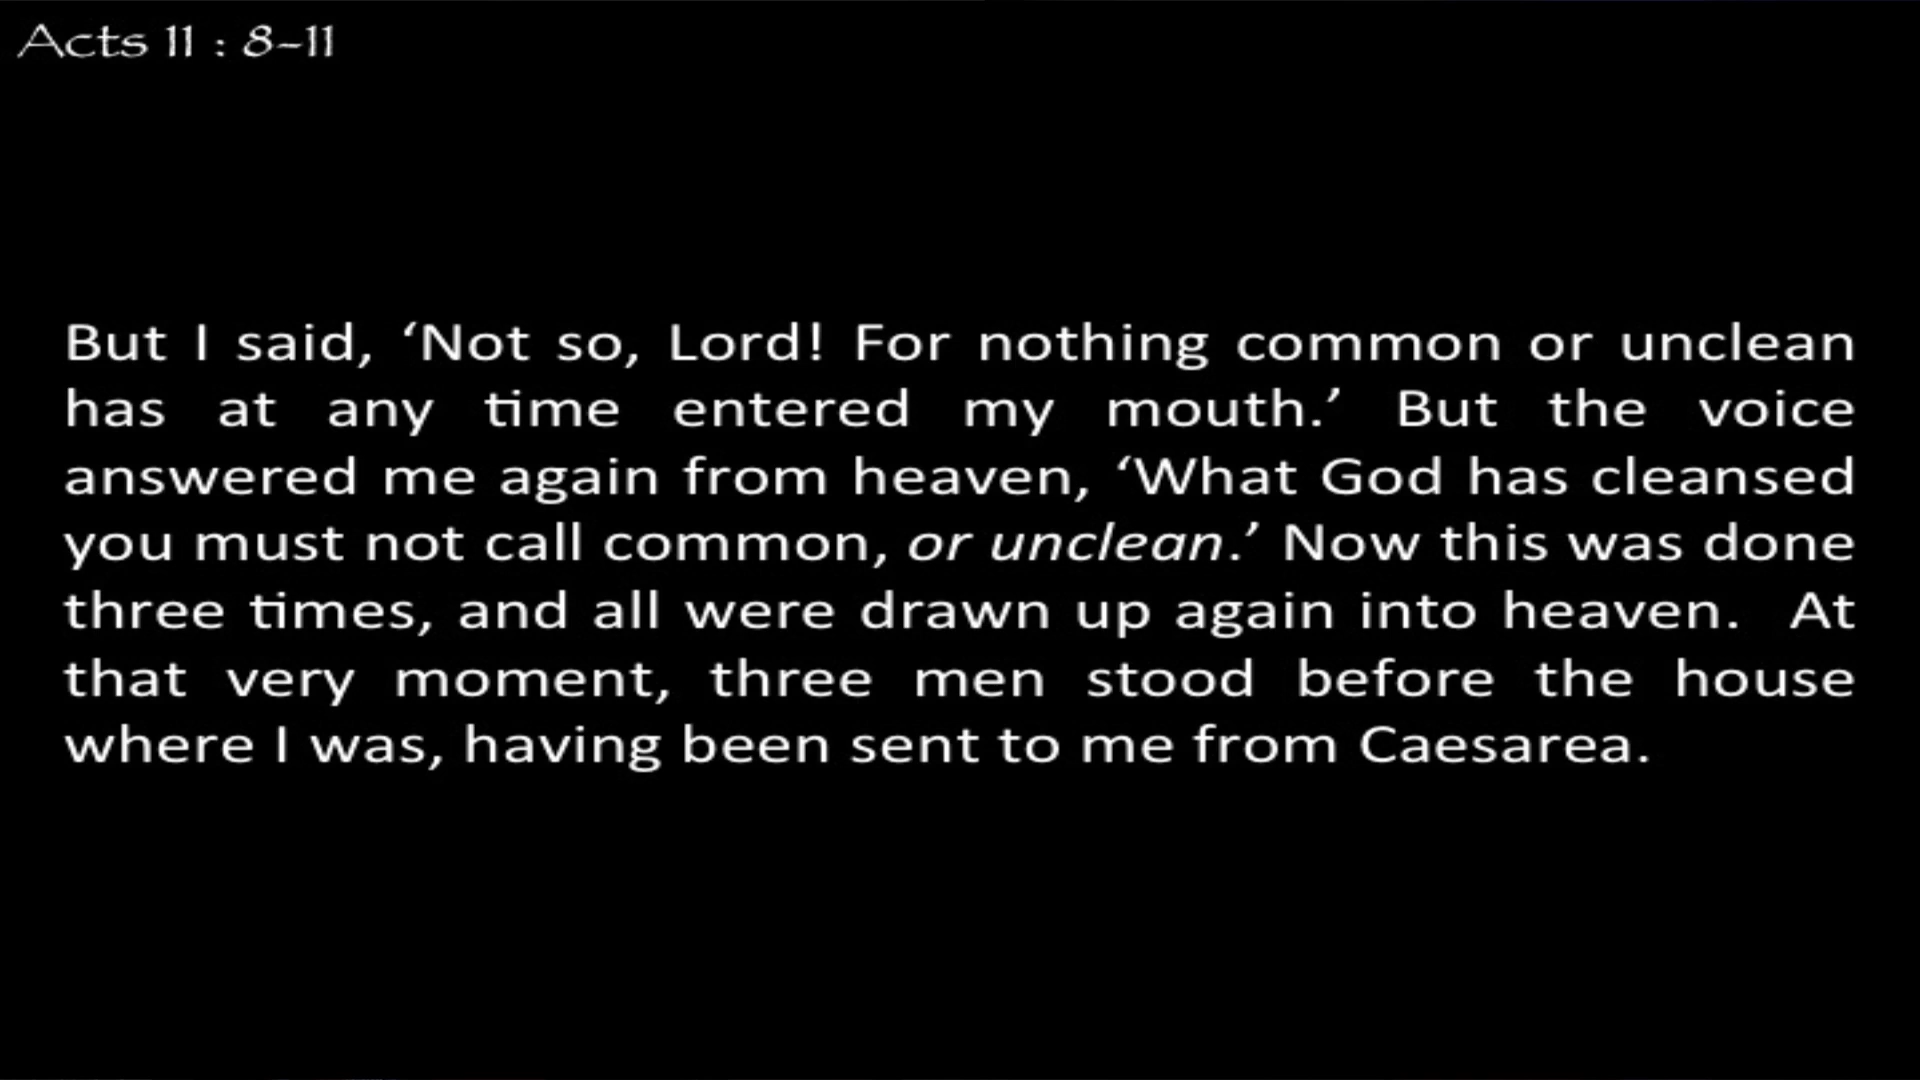 Acts 11 : 8-11
But I said, ‘Not so, Lord! For nothing common or unclean
has at any time entered my mouth.’ But the voice
answered me again from heaven, ‘What God has cleansed
you must not call common, or unclean.’ Now this was done
three times, and all were drawn up again into heaven.  At
that very moment, three men stood before the house
where I was, having been sent to me from Caesarea.